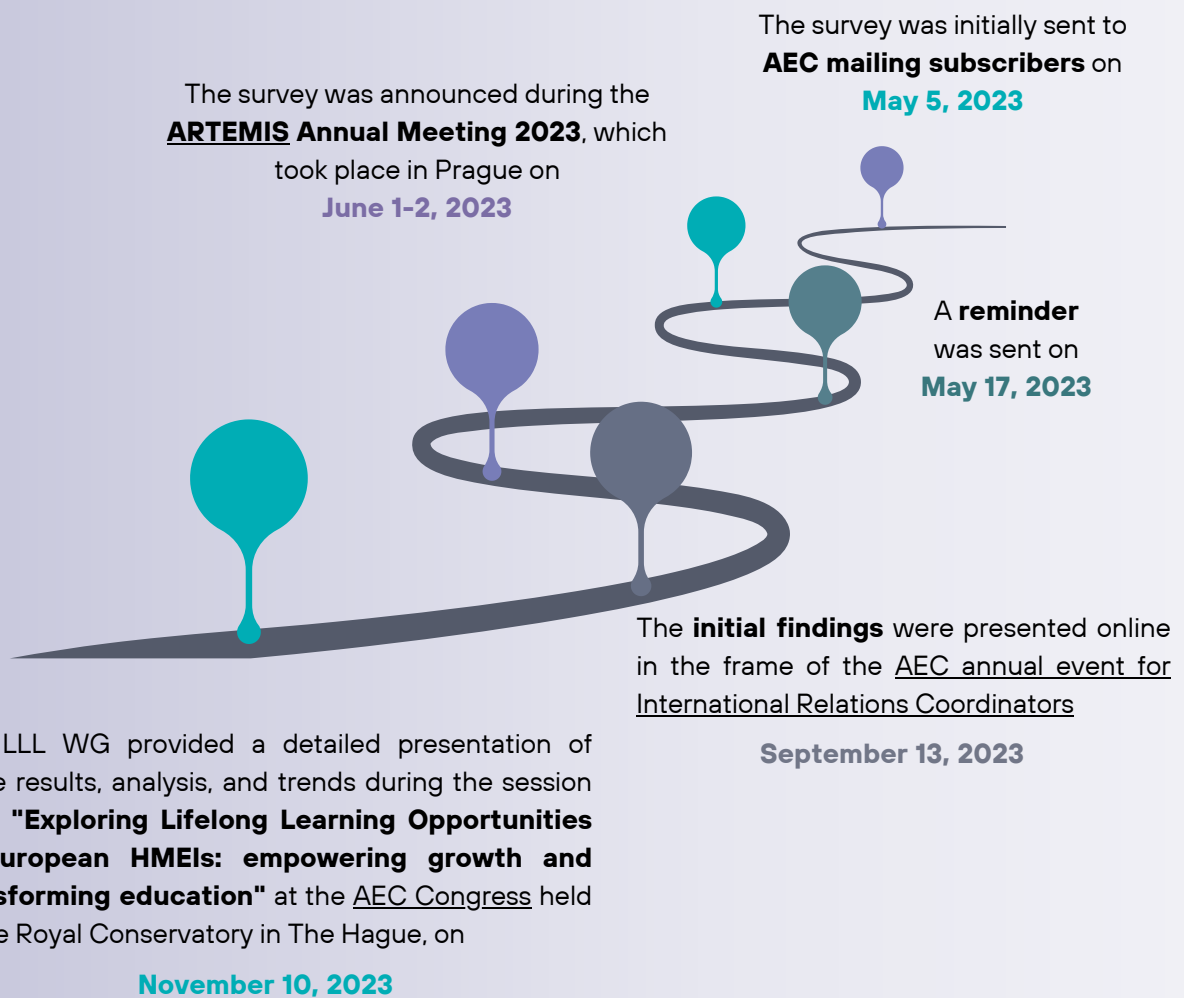 The survey was initially sent to
AEC mailing subscribers on
May 5, 2023
The survey was announced during the
ARTEMIS Annual Meeting 2023, which
took place in Prague on
June 1-2, 2023
A reminder
was sent on
May 17, 2023
The initial findings were presented online
in the frame of the AEC annual event for
International Relations Coordinators
September 13, 2023
LLL WG provided a detailed presentation of
results, analysis, and trends during the session
"Exploring Lifelong Learning Opportunities
HMEIs: empowering growth and
education" at the AEC Congress held
Royal Conservatory in The Hague, on
November 10, 2023